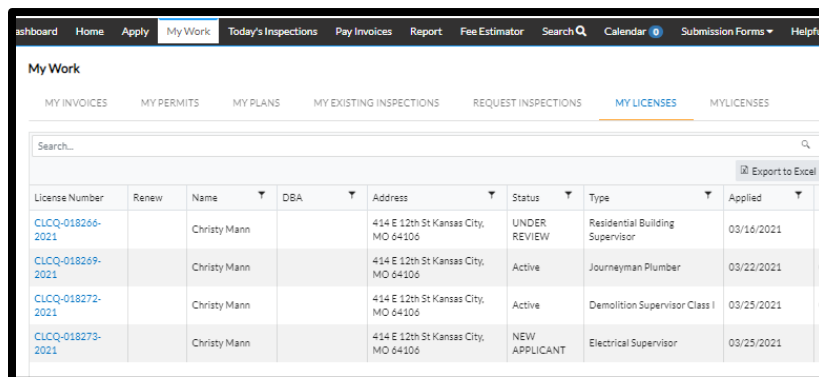 ashboard Home Apply My Work Today's Inspections Pay Invoices Report Fee Estimator Search Calendar 0 Submission Forms Helpfu
My Work
MY INVOICES MY PERMITS MY PLANS MY EXISTING INSPECTIONS REQUEST INSPECTIONS MY LICENSES MYLICENSES
Search...
Export to Excel
License Number Renew Name DBA Address Status Type Applied
CLCQ-018266- Christy Mann 414 E 12th St Kansas City, UNDER Residential Building 03/16/2021
2021 MO 64106 REVIEW Supervisor
CLCQ-018269- Christy Mann 414 E 12th St Kansas City, Active Journeyman Plumber 03/22/2021
2021 MO 64106
CLCQ-018272- Christy Mann 414 E 12th St Kansas City, Active Demolition Supervisor Class I 03/25/2021
2021 MO 64106
CLCQ-018273- Christy Mann 414 E 12th St Kansas City, NEW Electrical Supervisor 03/25/2021
2021 MO 64106 APPLICANT